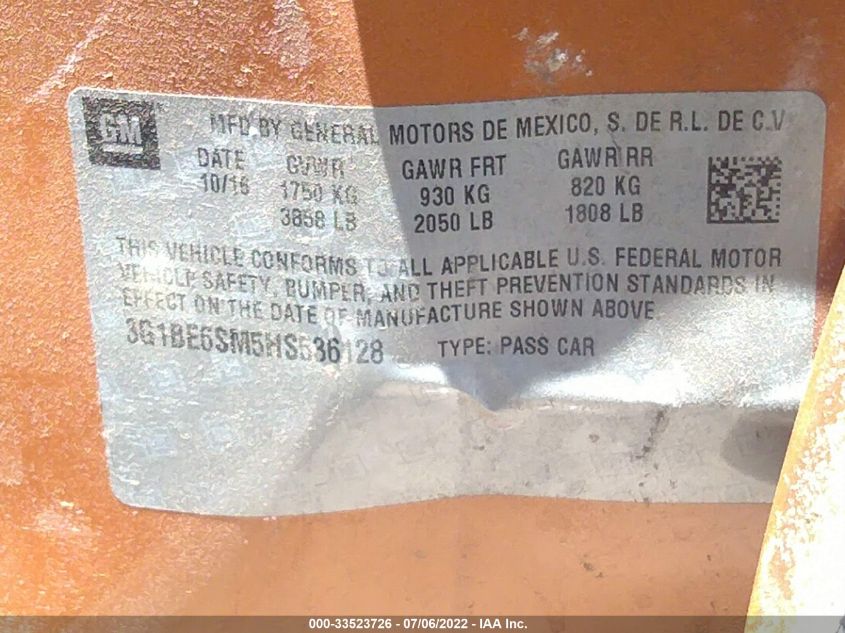 GM
MFD BY GENERAL MOTORS DE MEXICO, S. DE R.L. DE C.V
DATE GVWR GAWR FRT GAWR RR
10/16 1750 KG 930 KG 820 KG
3858 LB 2050 LB 1808 LB
THIS VEHICLE CONFORMS TO ALL APPLICABLE U.S. FEDERAL MOTOR
VEHICLE SAFETY, BUMPER, AND THEFT PREVENTION STANDARDS IN
EFFECT ON THE DATE OF MANUFACTURE SHOWN ABOVE
3G1BE6SM5HS536128 TYPE: PASS CAR
000-33523726 - 07/06/2022 - IAA Inc.